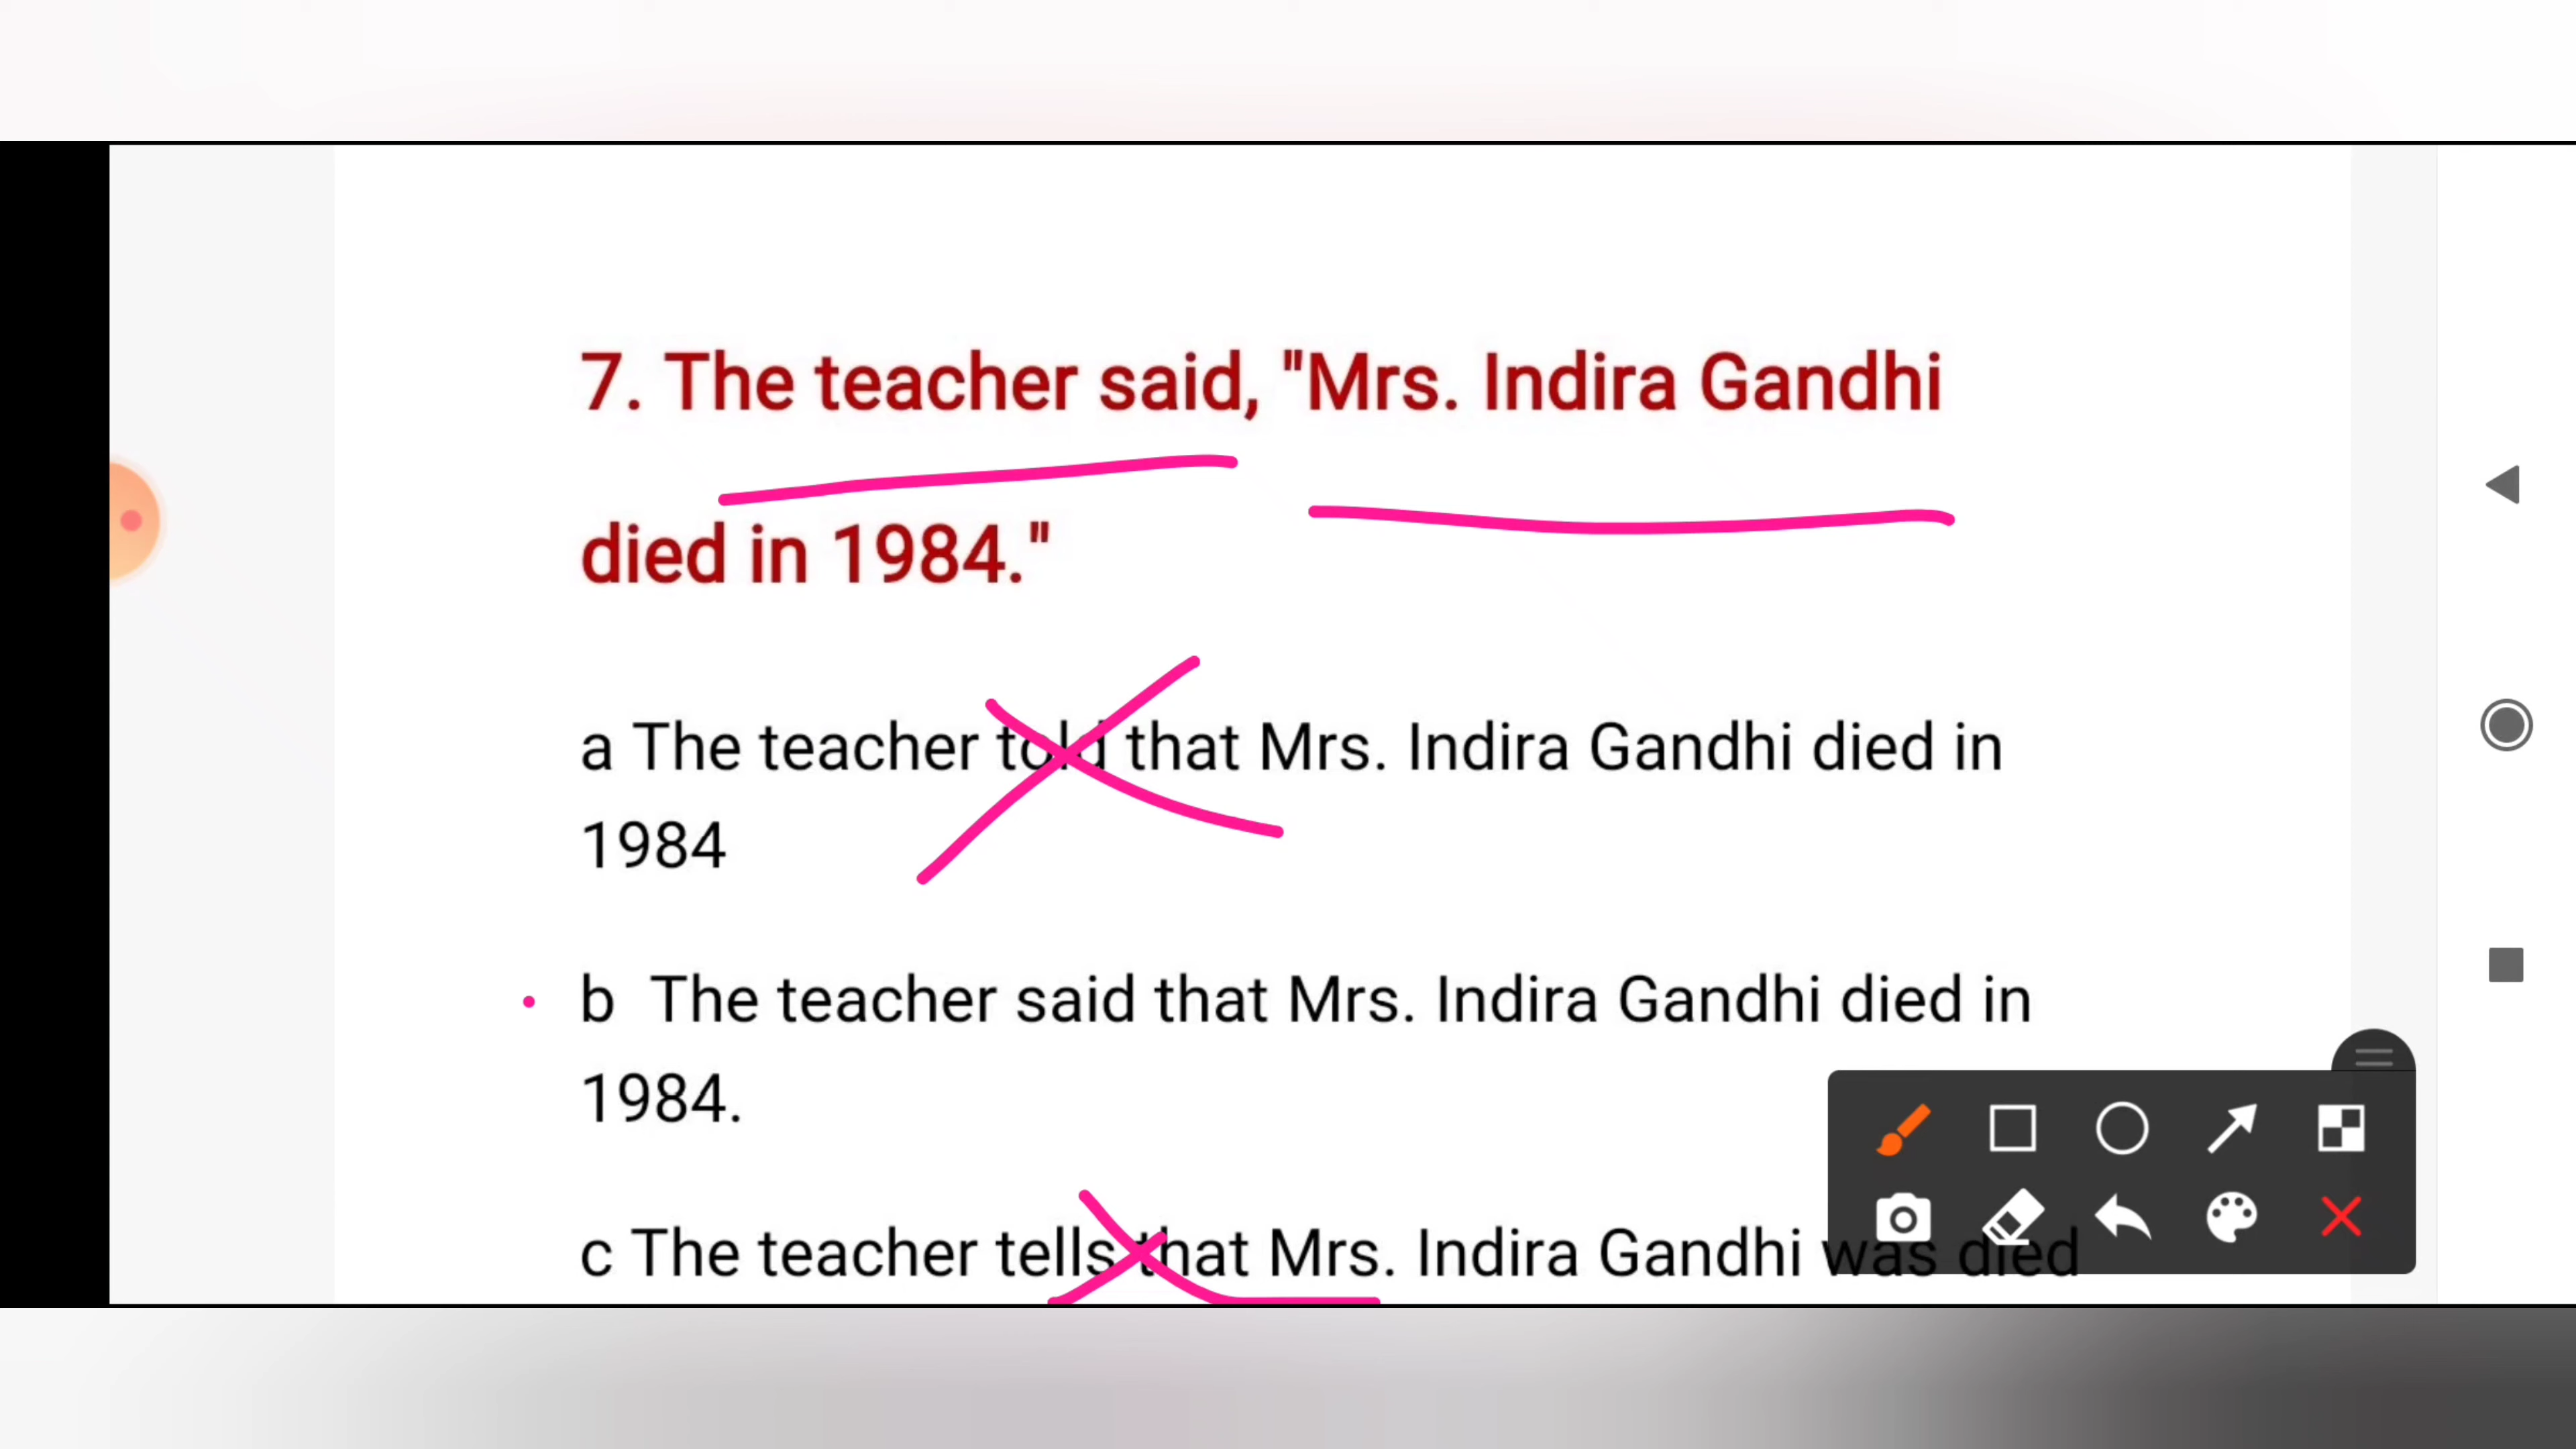 7. The teacher said, "Mrs. Indira Gandhi
died in 1984."
a The teacher told that Mrs. Indira Gandhi died in
1984
b The teacher said that Mrs. Indira Gandhi died in
1984.
c The teacher tells that Mrs. Indira Gandhi was died